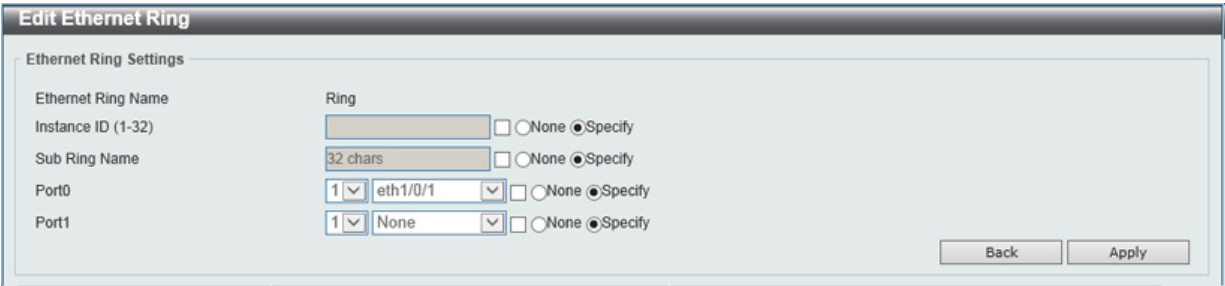 Edit Ethernet Ring
Ethernet Ring Settings
Ethernet Ring Name Ring
Instance ID (1-32) None Specify
Sub Ring Name 32 chars None Specify
Port0 1 eth1/0/1 None Specify
Port1 1 None None Specify
Back Apply